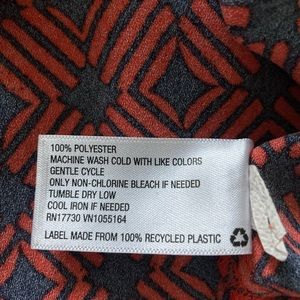 100% POLYESTER
MACHINE WASH COLD WITH LIKE COLORS
GENTLE CYCLE
ONLY NON-CHLORINE BLEACH IF NEEDED
TUMBLE DRY LOW
COOL IRON IF NEEDED
RN17730 VN1055164
LABEL MADE FROM 100% RECYCLED PLASTIC